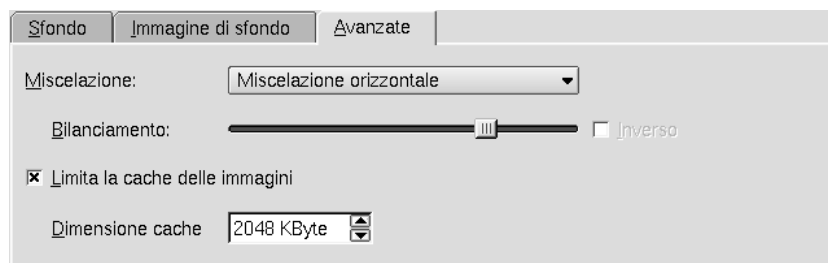 Sfondo Immagine di sfondo Avanzate
Miscelazione: Miscelazione orizzontale
Bilanciamento: Inverso
Limita la cache delle immagini
Dimensione cache 2048 KByte